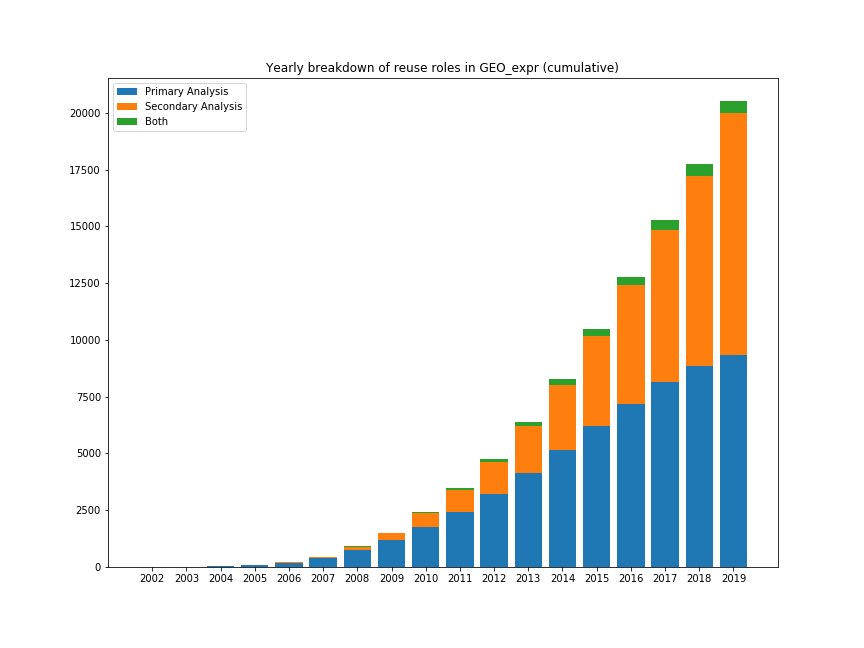 Yearly breakdown of reuse roles in GEO_expr (cumulative)
Primary Analysis
Secondary Analysis
Both
20000
17500
15000
12500
10000
7500
5000
2500
0
2002 2003 2004 2005 2006 2007 2008 2009 2010 2011 2012 2013 2014 2015 2016 2017 2018 2019